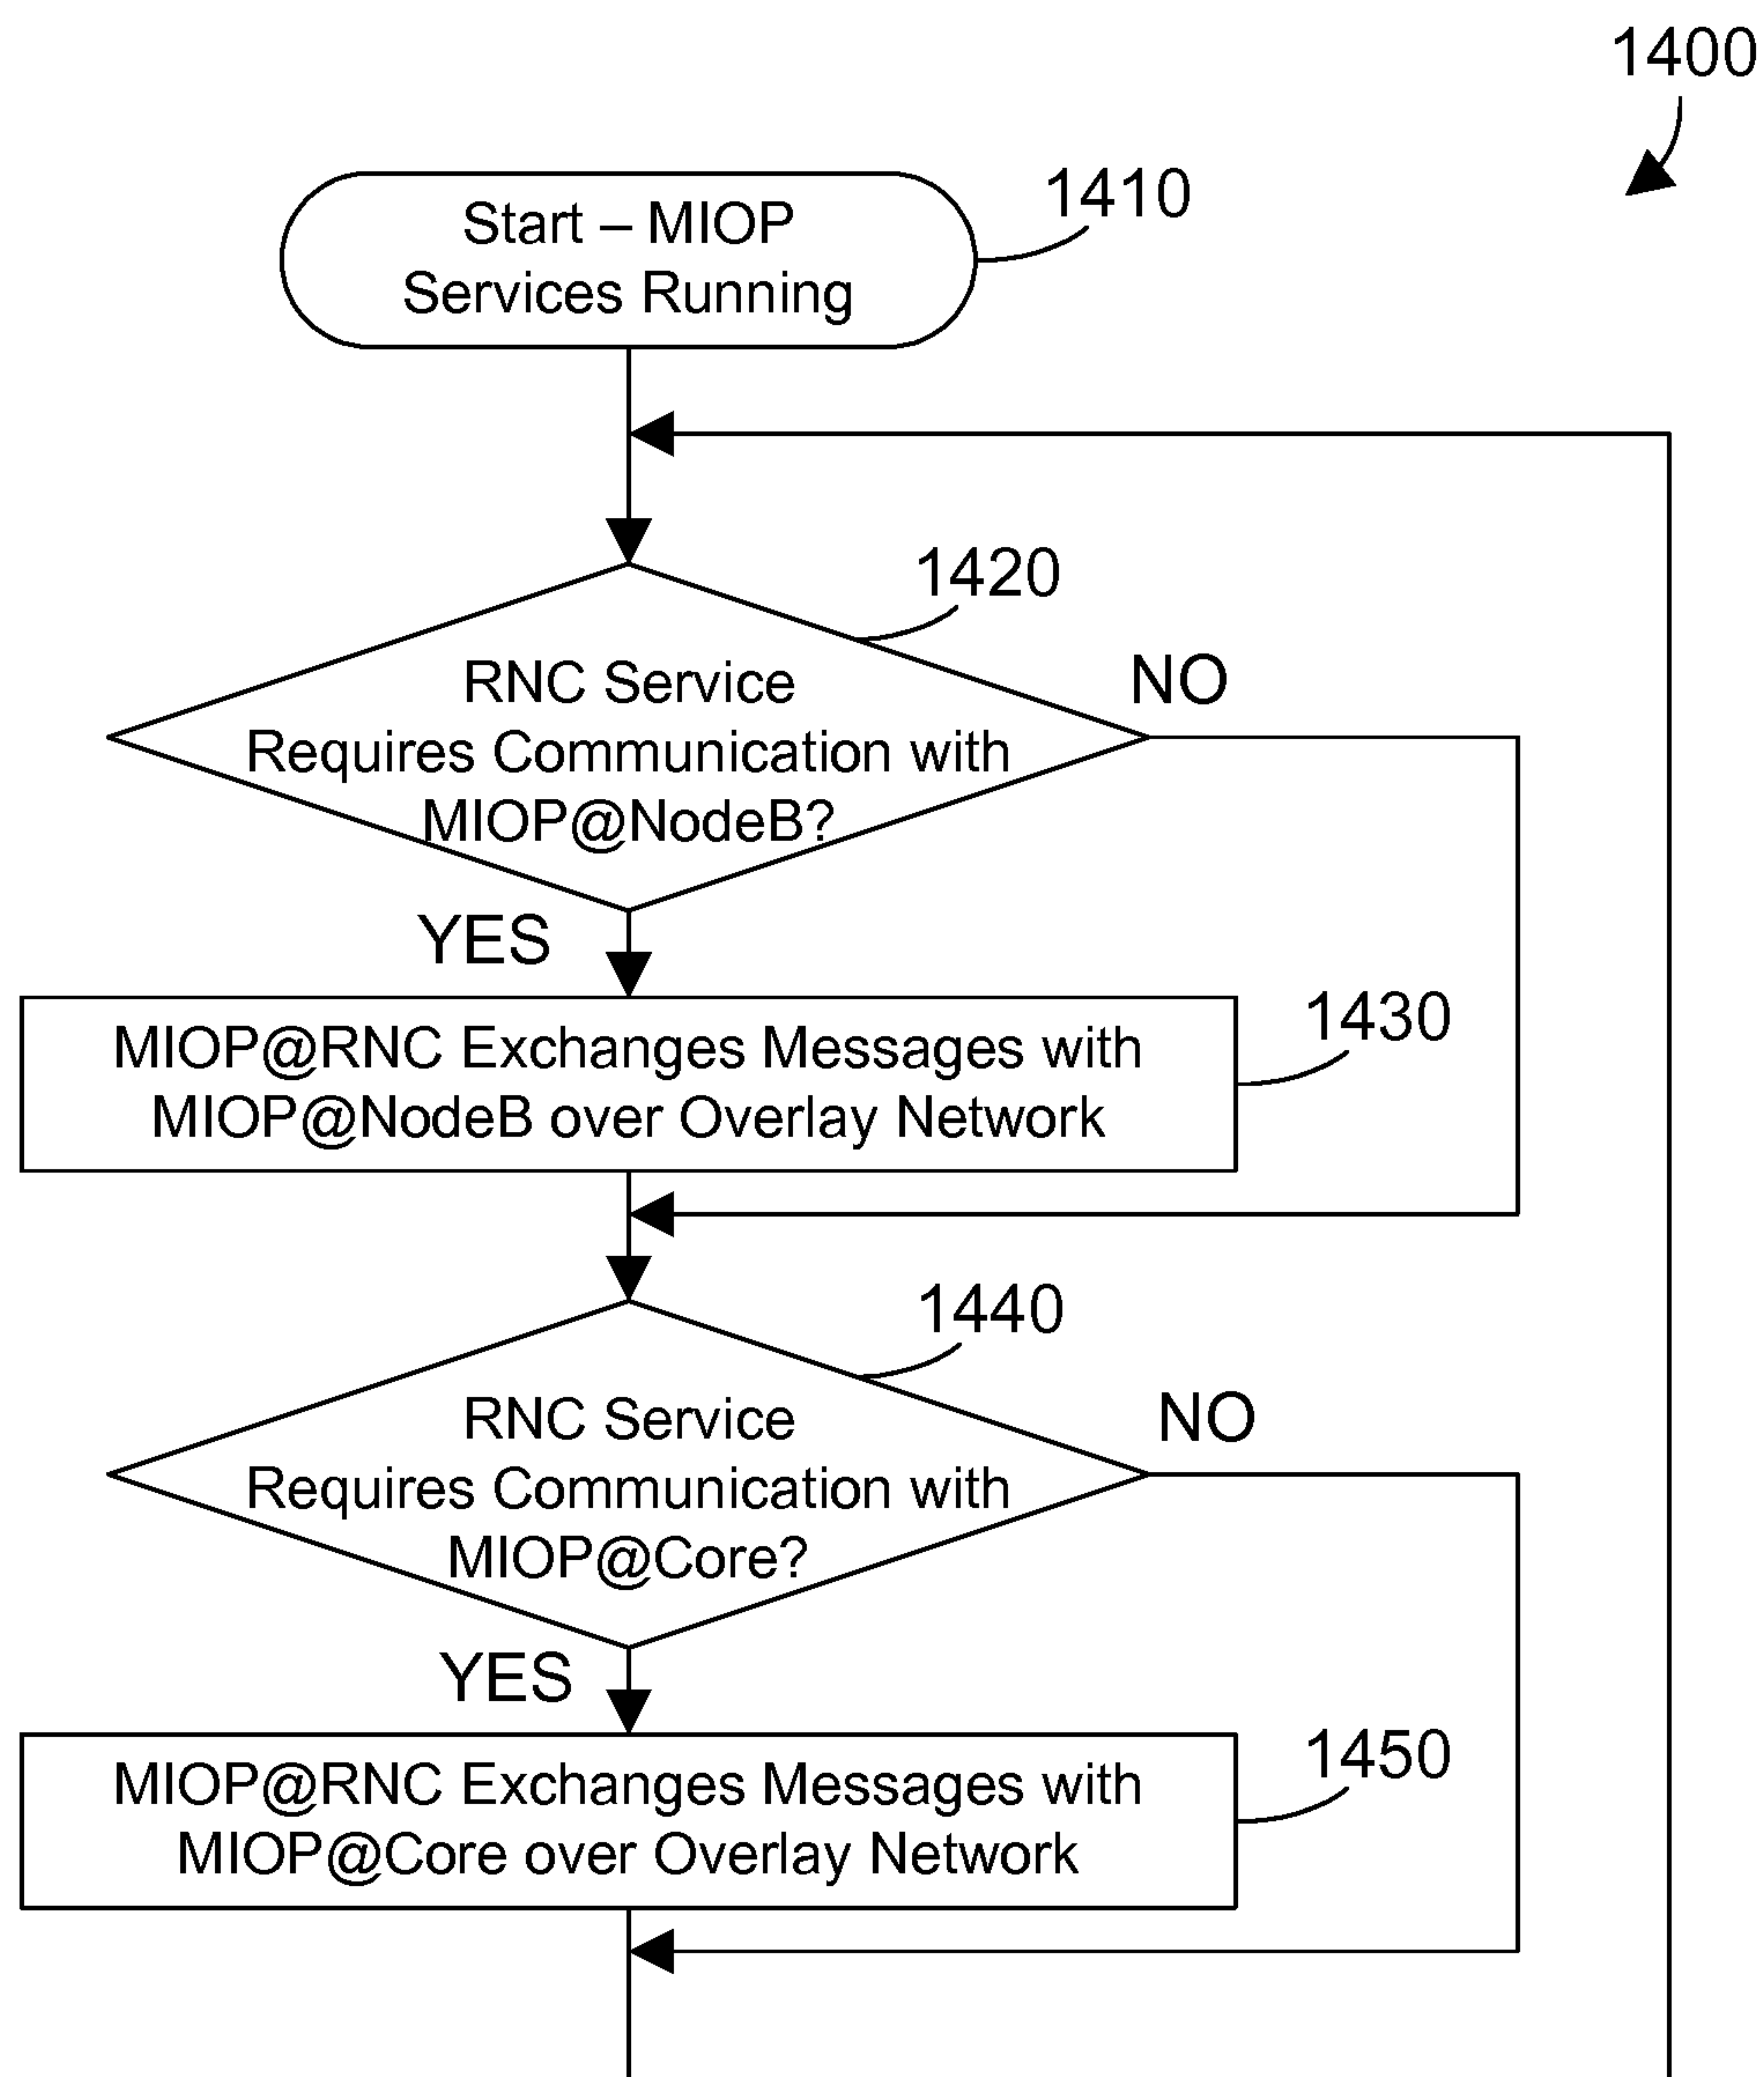 1400
1410
Start – MIOP
Services Running
1420
RNC Service
Requires Communication with
MIOP@NodeB?
NO
YES
1430
MIOP@RNC Exchanges Messages with
MIOP@NodeB over Overlay Network
1440
RNC Service
Requires Communication with
MIOP@Core?
NO
YES
1450
MIOP@RNC Exchanges Messages with
MIOP@Core over Overlay Network